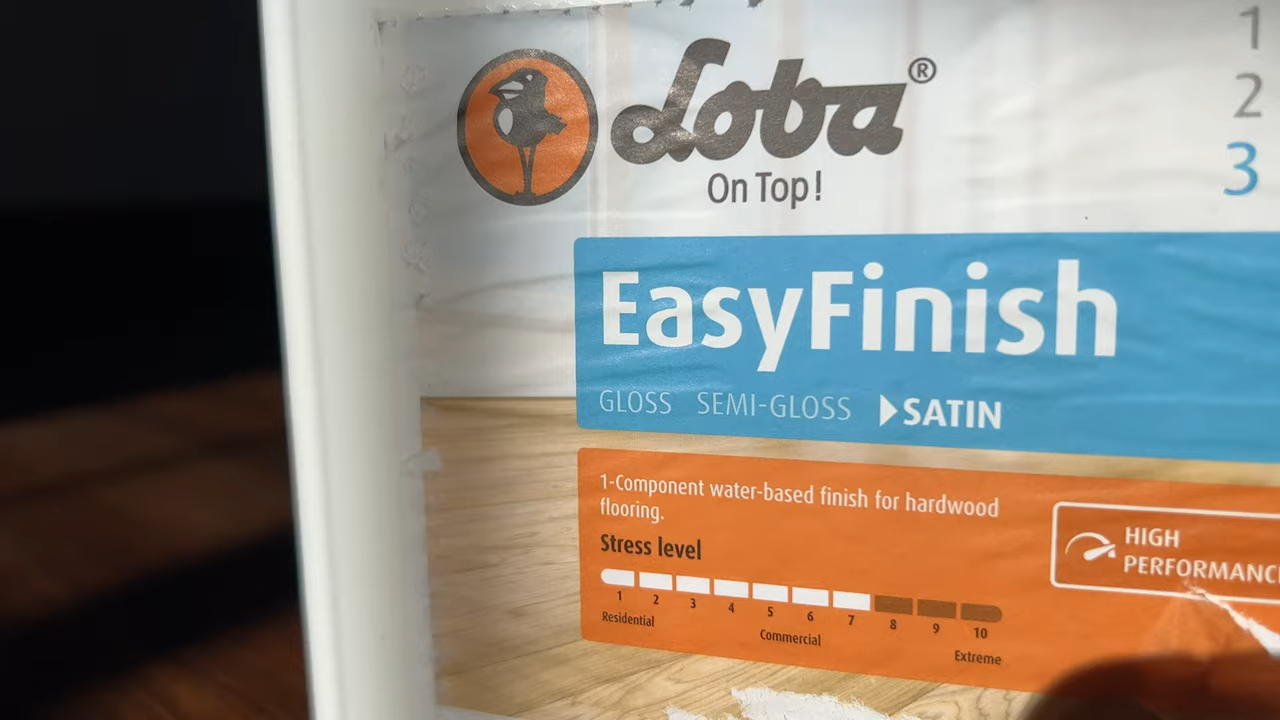 Loba®
On Top!
1
2
3
EasyFinish
GLOSS SEMI-GLOSS SATIN
1-Component water-based finish for hardwood
flooring.
HIGH
PERFORMANC
Stress level
1 2 3 4 5 6 7 8 9 10
Residential Commercial Extreme